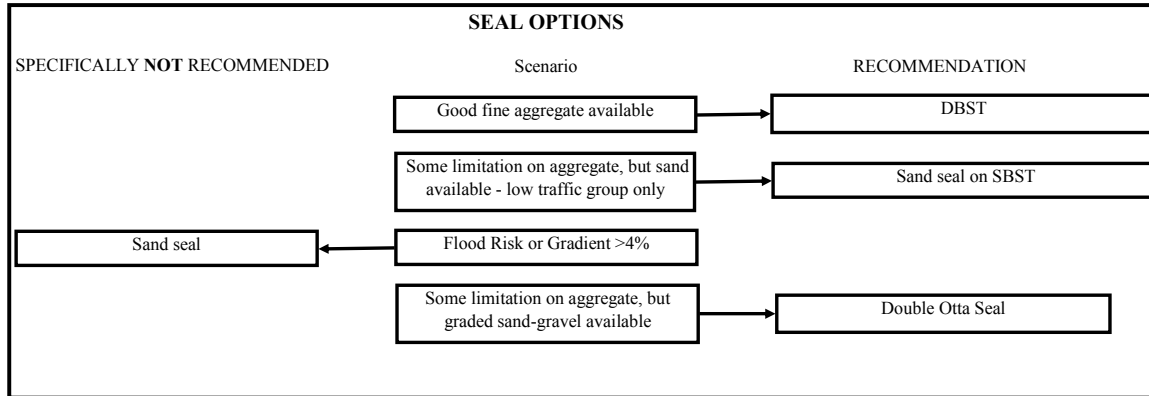 SEAL OPTIONS
SPECIFICALLY NOT RECOMMENDED
Scenario
RECOMMENDATION
Good fine aggregate available
DBST
Some limitation on aggregate, but sand
available - low traffic group only
Sand seal on SBST
Sand seal
Flood Risk or Gradient >4%
Some limitation on aggregate, but
graded sand-gravel available
Double Otta Seal